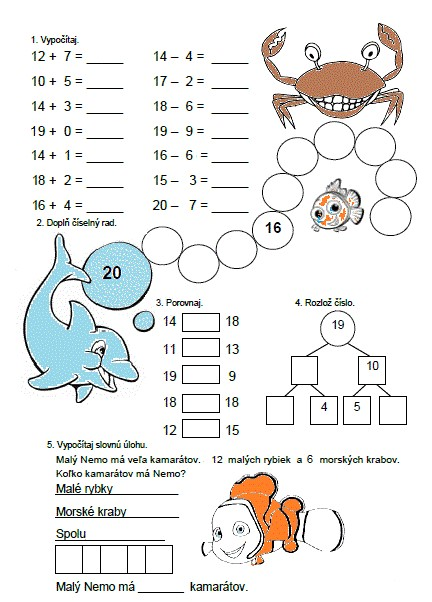 1. Vypočítaj.
12 + 7 = _____ 14 – 4 = _____
10 + 5 = _____ 17 – 2 = _____
14 + 3 = _____ 18 – 6 = _____
19 + 0 = _____ 19 – 9 = _____
14 + 1 = _____ 16 – 6 = _____
18 + 2 = _____ 15 – 3 = _____
16 + 4 = _____ 20 – 7 = _____
2. Doplň číselný rad.
16
20
3. Porovnaj.
14 18
11 13
19 9
18 18
12 15
4. Rozlož číslo.
19
10
4 5
5. Vypočítaj slovnú úlohu.
Malý Nemo má veľa kamarátov. 12 malých rybiek a 6 morských krabov.
Koľko kamarátov má Nemo?
Malé rybky
Morské kraby
Spolu
Malý Nemo má _______ kamarátov.